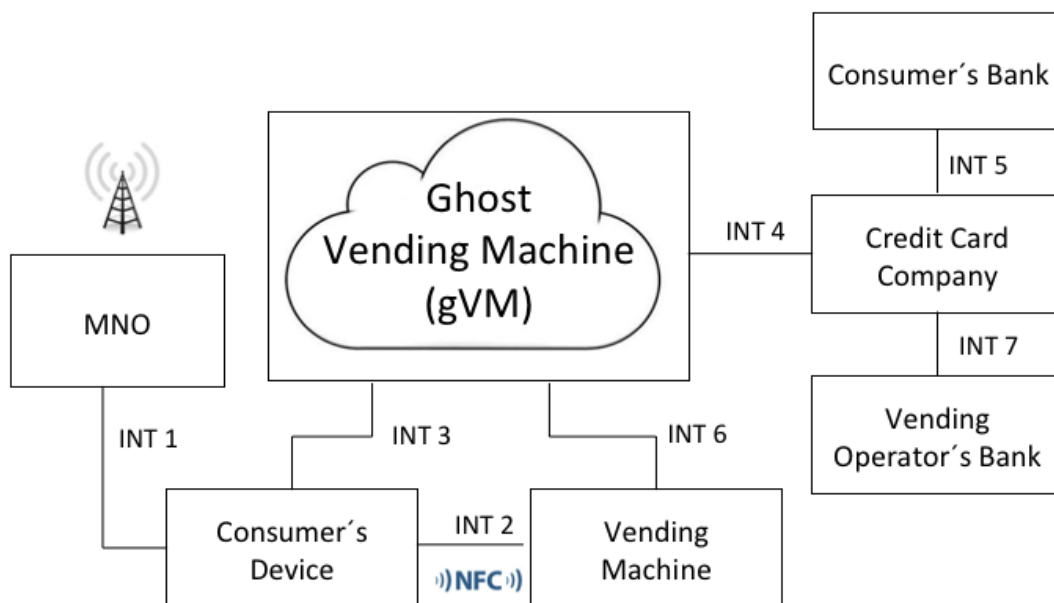 Consumer´s Bank
INT 5
Ghost
Vending Machine
(gVM)
INT 4
Credit Card
Company
MNO
INT 7
INT 1
INT 3
INT 6
Vending
Operator´s Bank
Consumer´s
Device
INT 2
NFC
Vending
Machine